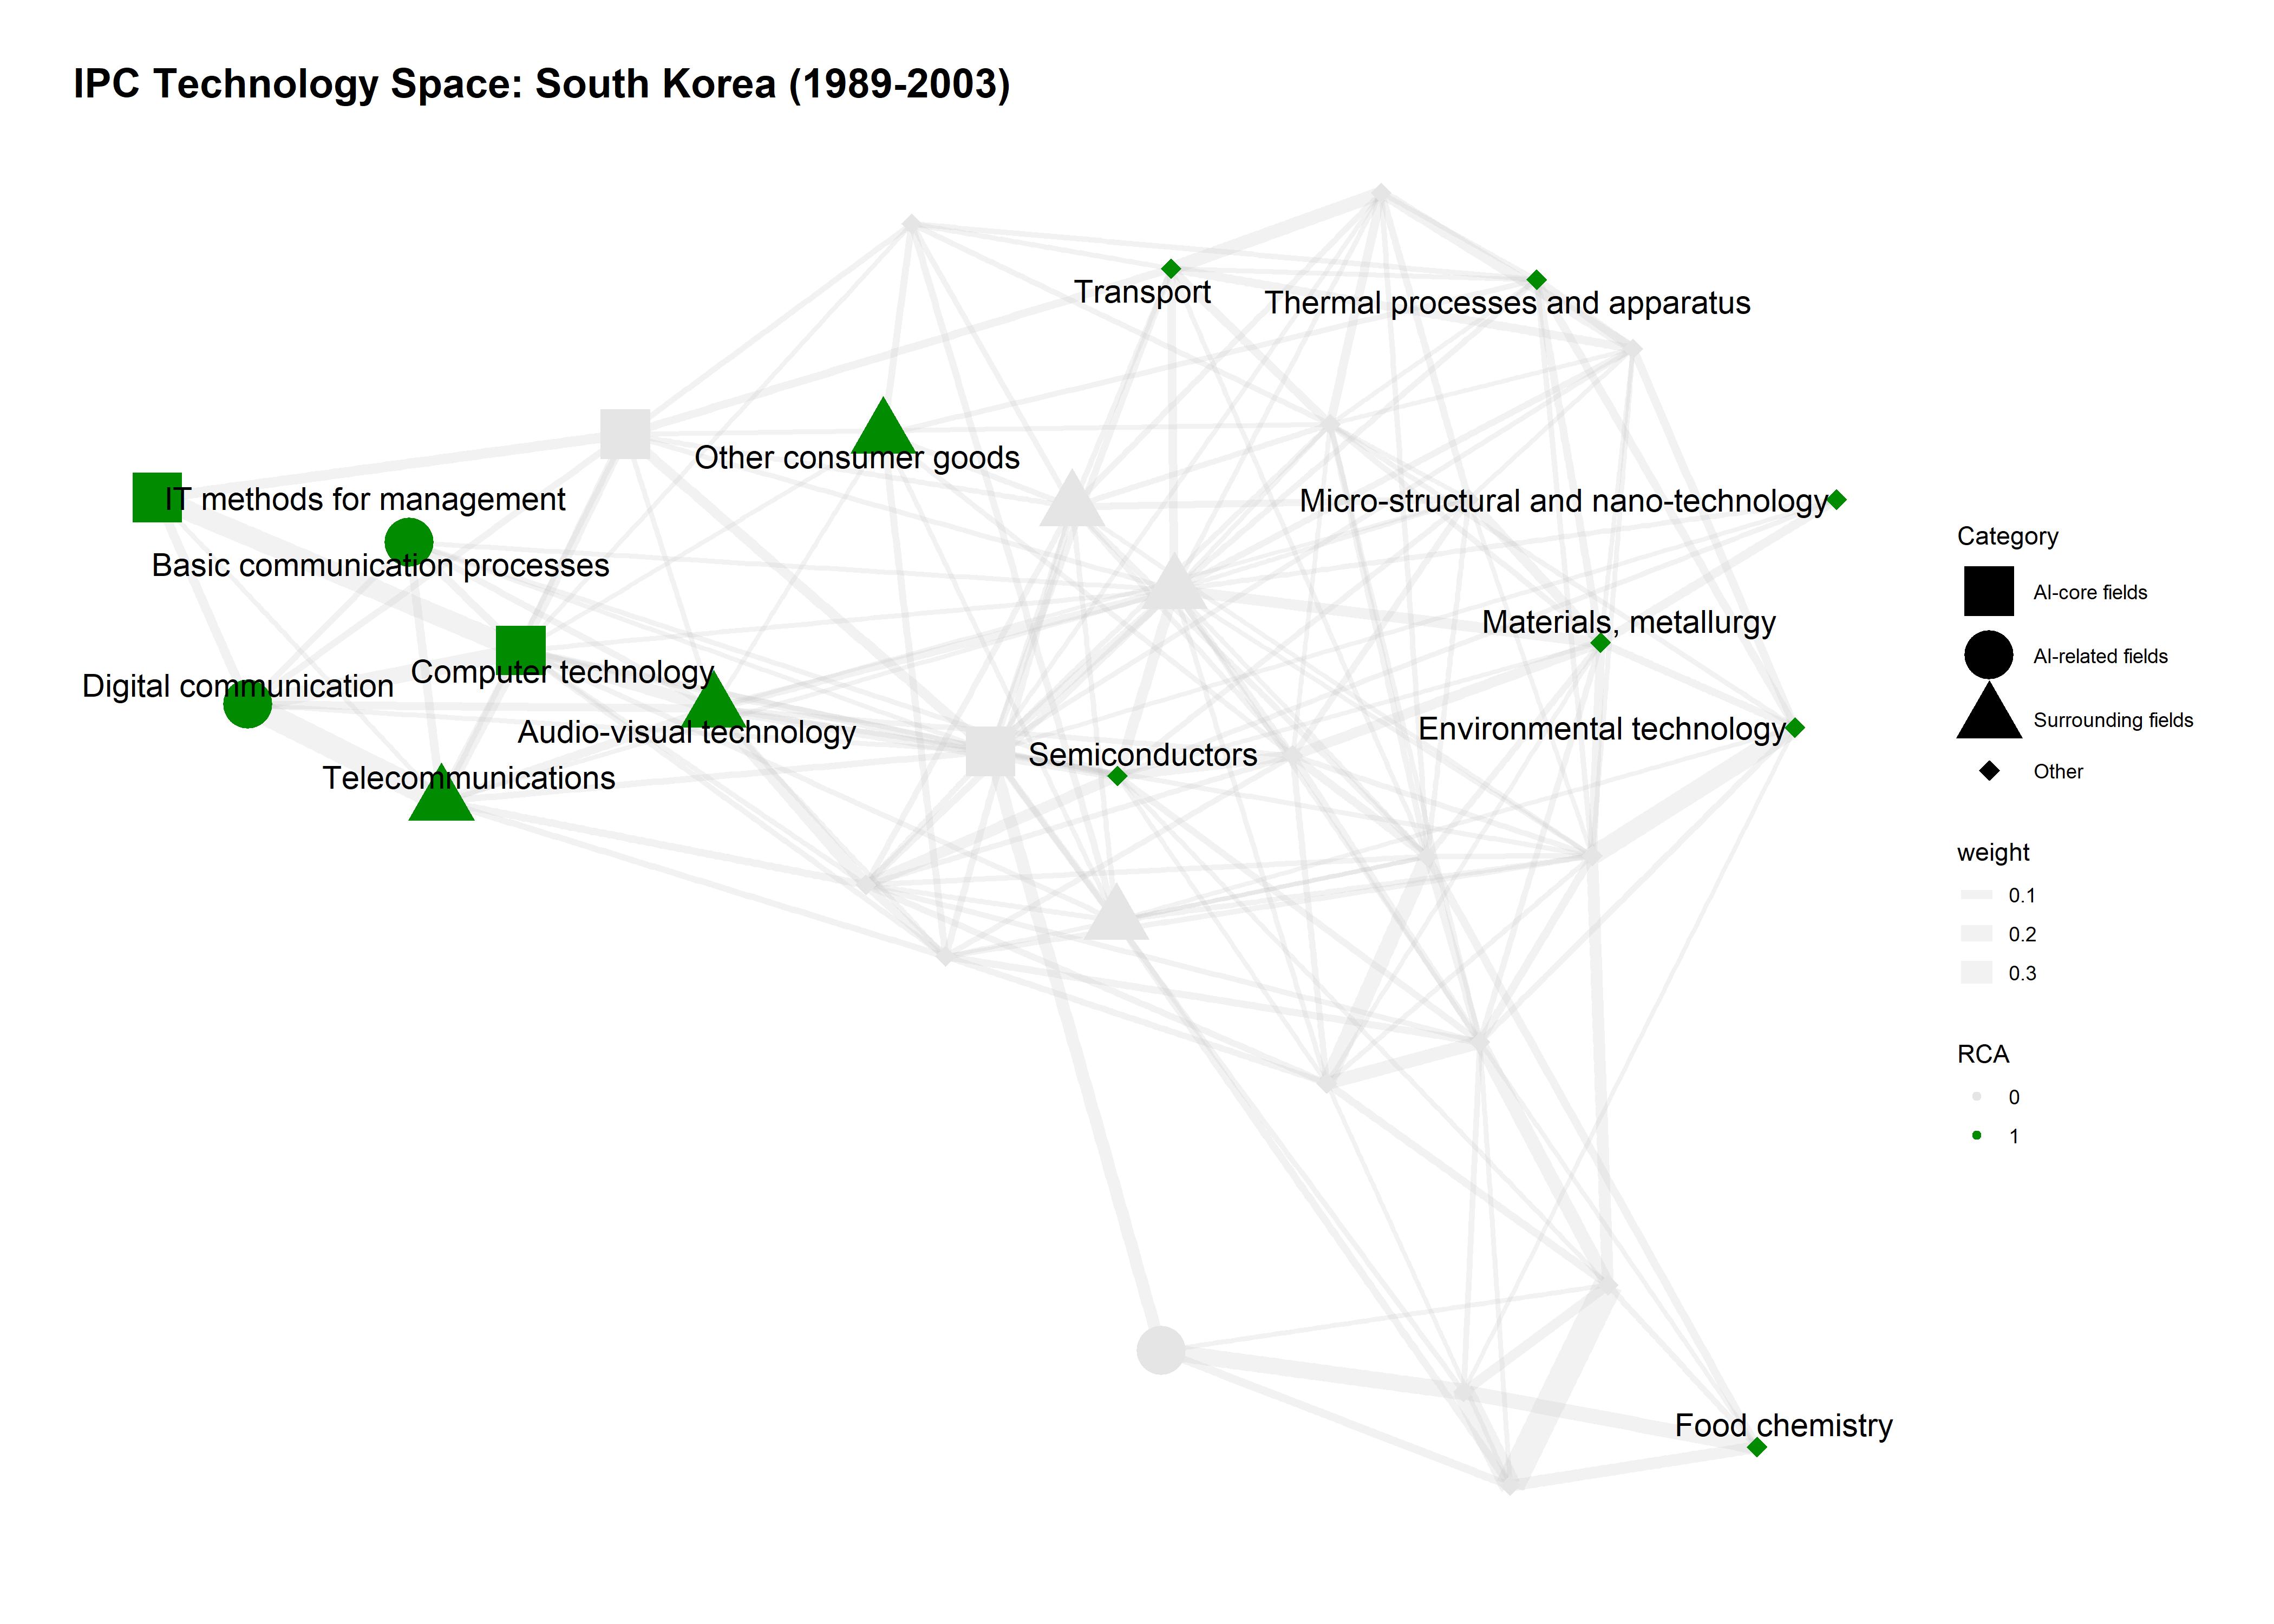 IPC Technology Space: South Korea (1989-2003)
Transport
Thermal processes and apparatus
Other consumer goods
IT methods for management
Micro-structural and nano-technology
Basic communication processes
Materials, metallurgy
Computer technology
Digital communication
Audio-visual technology
Environmental technology
Semiconductors
Telecommunications
Food chemistry
Category
AI-core fields
AI-related fields
Surrounding fields
Other
weight
0.1
0.2
0.3
RCA
0
1